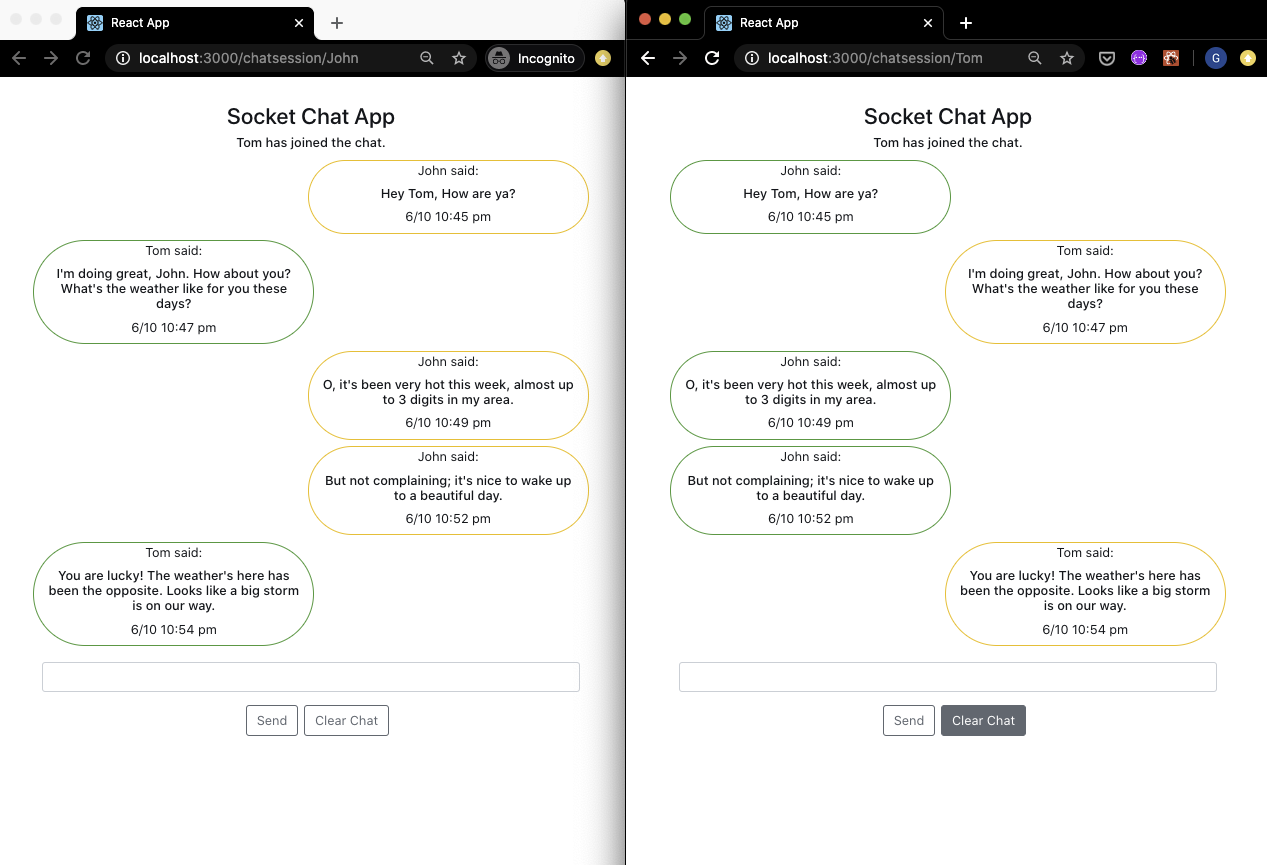 React App
localhost:3000/chatsession/John
Incognito
Socket Chat App
Tom has joined the chat.
John said:
Hey Tom, How are ya?
6/10 10:45 pm
Tom said:
I'm doing great, John. How about you?
What's the weather like for you these
days?
6/10 10:47 pm
John said:
O, it's been very hot this week, almost up
to 3 digits in my area.
6/10 10:49 pm
John said:
But not complaining; it's nice to wake up
to a beautiful day.
6/10 10:52 pm
Tom said:
You are lucky! The weather's here has
been the opposite. Looks like a big storm
is on our way.
6/10 10:54 pm
Send
Clear Chat
React App
localhost:3000/chatsession/Tom
G
Socket Chat App
Tom has joined the chat.
John said:
Hey Tom, How are ya?
6/10 10:45 pm
Tom said:
I'm doing great, John. How about you?
What's the weather like for you these
days?
6/10 10:47 pm
John said:
O, it's been very hot this week, almost up
to 3 digits in my area.
6/10 10:49 pm
John said:
But not complaining; it's nice to wake up
to a beautiful day.
6/10 10:52 pm
Tom said:
You are lucky! The weather's here has
been the opposite. Looks like a big storm
is on our way.
6/10 10:54 pm
Send
Clear Chat